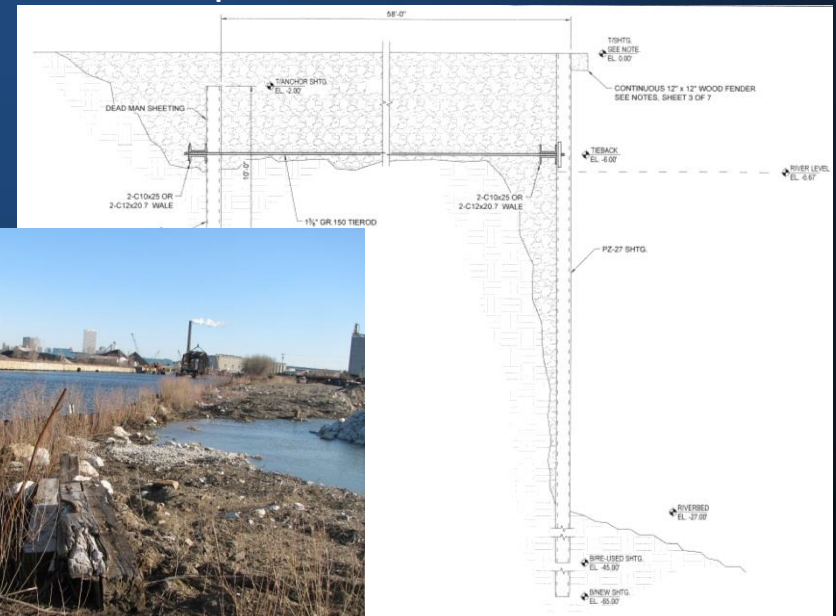 58'-0"
T/SHTG.
SEE NOTE.
EL. 0.00'
T/ANCHOR SHTG.
EL. -2.00'
CONTINUOUS 12" x 12" WOOD FENDER
SEE NOTES, SHEET 3 OF 7
DEAD MAN SHEETING
TIEBACK
EL. -6.00'
RIVER LEVEL
EL. -6.67'
10'-0"
2-C10x25 OR
2-C12x20.7 WALE
2-C10x25 OR
2-C12x20.7 WALE
GR.150 TIEROD
PZ-27 SHTG.
RIVERBED
EL. -27.00'
B/RE-USED SHTG.
EL. -45.00'
B/NEW SHTG.
EL. -65.00'